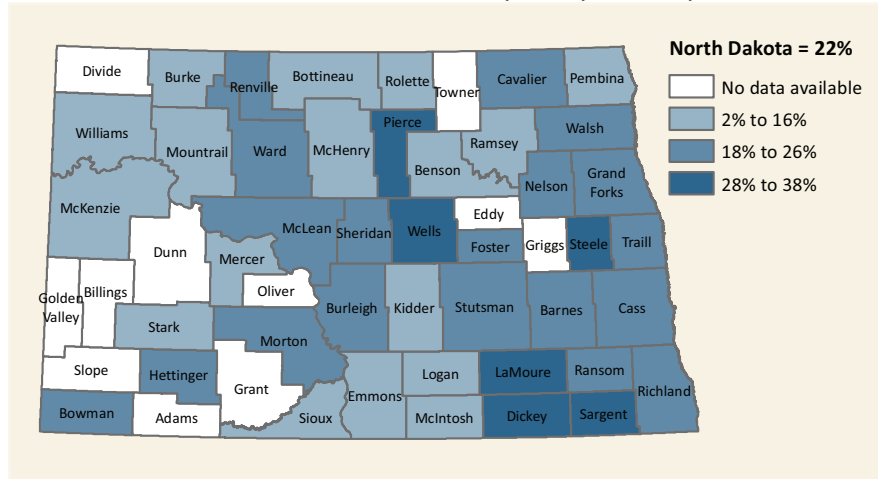 North Dakota = 22%
No data available
2% to 16%
18% to 26%
28% to 38%
Divide
Burke
Renville
Bottineau
Rolette
Towner
Cavalier
Pembina
Williams
Mountrail
Ward
McHenry
Pierce
Benson
Ramsey
Walsh
McKenzie
Nelson
Grand
Forks
Dunn
McLean
Sheridan
Wells
Eddy
Foster
Griggs
Steele
Traill
Mercer
Oliver
Golden
Valley
Billings
Stark
Burleigh
Kidder
Stutsman
Barnes
Cass
Morton
Slope
Hettinger
Grant
Logan
LaMoure
Ransom
Richland
Bowman
Adams
Sioux
Emmons
McIntosh
Dickey
Sargent